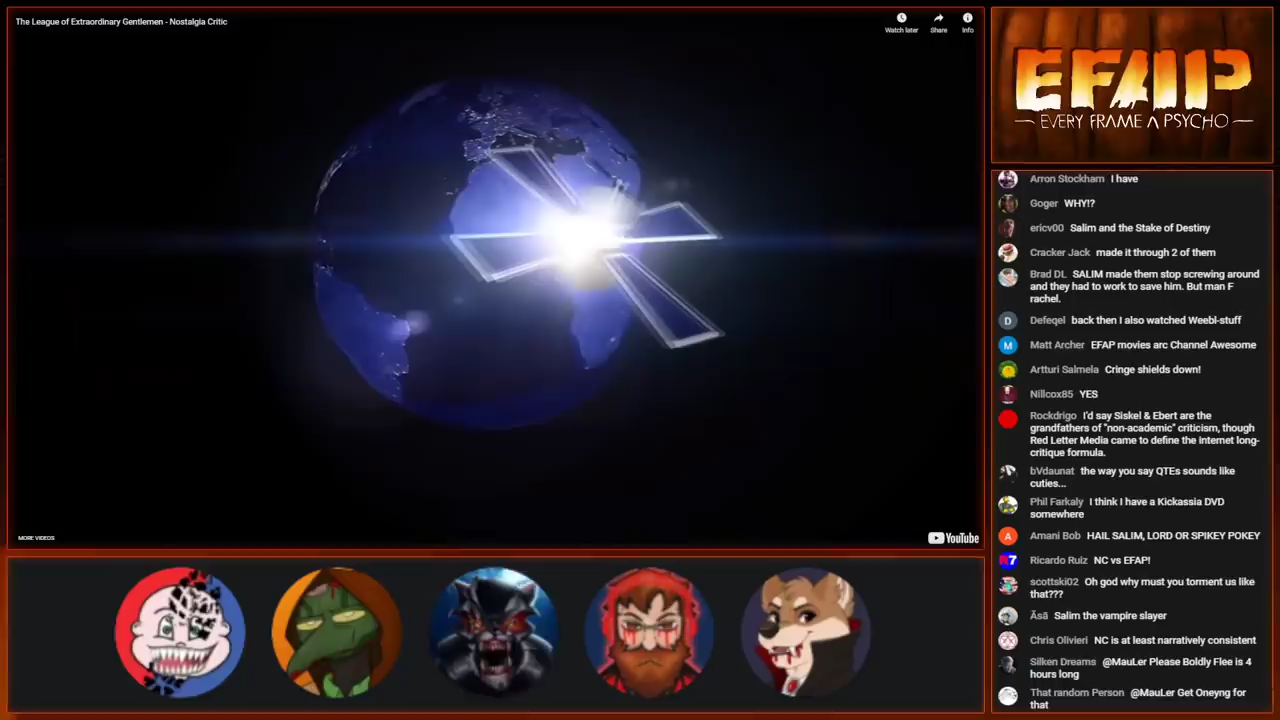 The League of Extraordinary Gentlemen - Nostalgia Critic
Watch later
Share
Info
MORE VIDEOS
YouTube
EFAP
EVERY FRAME A PSYCHO
Arron Stockham I have
Goger WHY!?
ericv00 Salim and the Stake of Destiny
Cracker Jack made it through 2 of them
Brad DL SALIM made them stop screwing around
and they had to work to save him. But man F
rachel.
D
Defeqel back then I also watched Weebl-stuff
M
Matt Archer EFAP movies arc Channel Awesome
Artturi Salmela Cringe shields down!
Nillcox85 YES
Rockdrigo I'd say Siskel & Ebert are the
grandfathers of "non-academic" criticism, though
Red Letter Media came to define the internet long-
critique formula.
bVdaunat the way you say QTEs sounds like
cuties...
Phil Farkaly I think I have a Kickassia DVD
somewhere
A
Amani Bob HAIL SALIM, LORD OR SPIKEY POKEY
N7
Ricardo Ruiz NC vs EFAP!
scottski02 Oh god why must you torment us like
that???
Āsä Salim the vampire slayer
Chris Olivieri NC is at least narratively consistent
Silken Dreams @MauLer Please Boldly Flee is 4
hours long
That random Person @MauLer Get Oneyng for
that